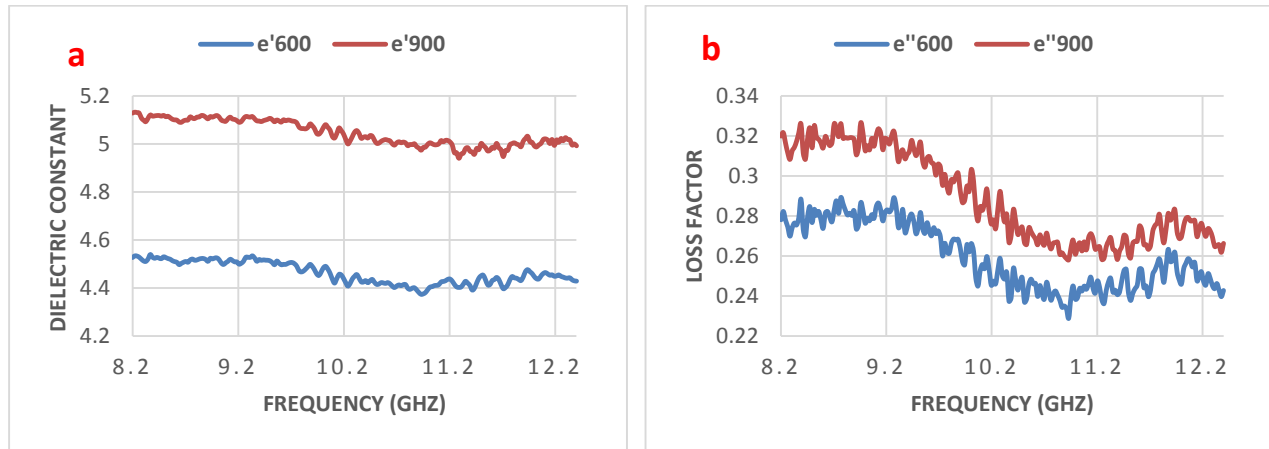 a
e'600 e'900
DIELECTRIC CONSTANT
5.2
5
4.8
4.6
4.4
4.2
8.2 9.2 10.2 11.2 12.2
FREQUENCY (GHZ)
b
e''600 e''900
LOSS FACTOR
0.34
0.32
0.3
0.28
0.26
0.24
0.22
8.2 9.2 10.2 11.2 12.2
FREQUENCY (GHZ)